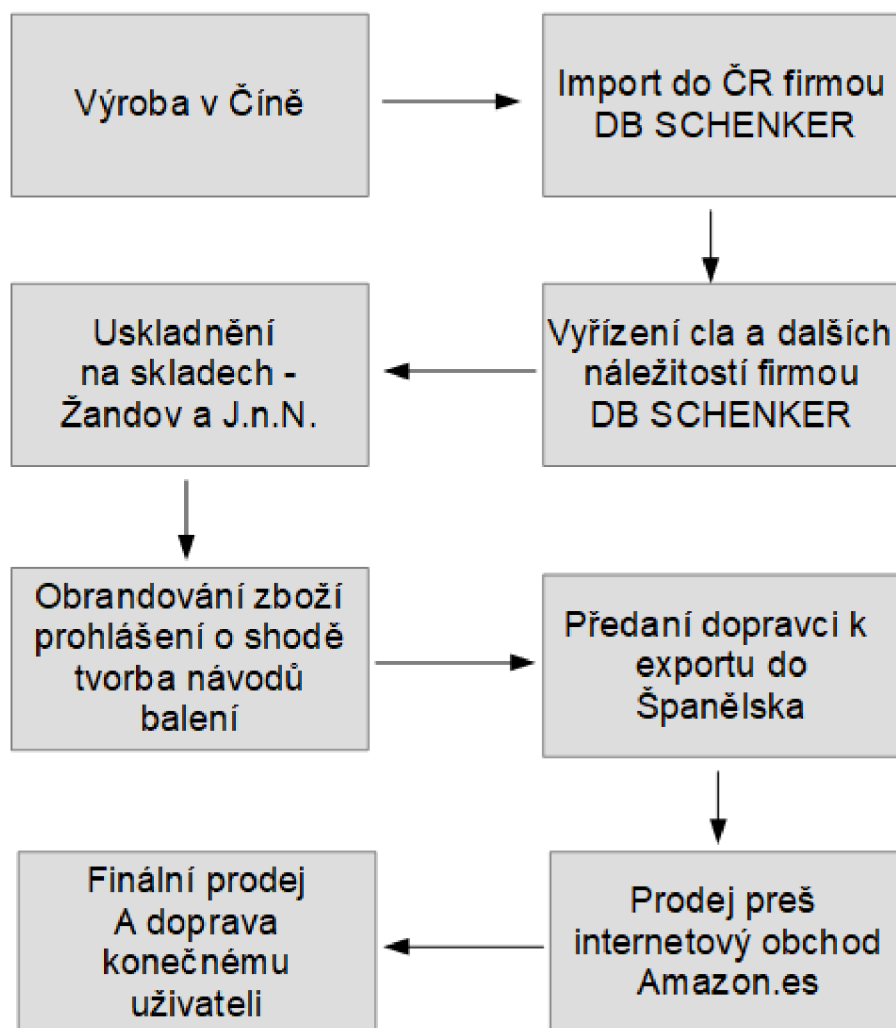 Výroba v Číně
Import do ČR firmou
DB SCHENKER
Vyřízení cla a dalších
náležitostí firmou
DB SCHENKER
Uskladnění
na skladech -
Žandov a J.n.N.
Obrandování zboží
prohlášení o shodě
tvorba návodů
balení
Předaní dopravci k
exportu do
Španělska
Prodej preš
internetový obchod
Amazon.es
Finální prodej
A doprava
konečnému
uživateli